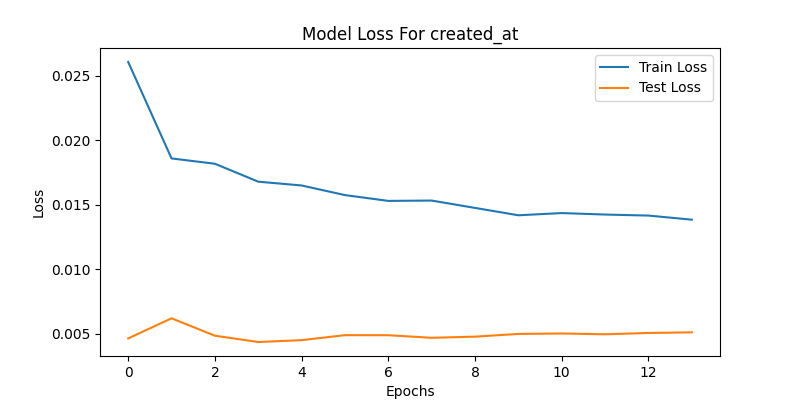 Model Loss For created_at
Train Loss
Test Loss
0.025
0.020
0.015
0.010
0.005
Loss
0 2 4 6 8 10 12
Epochs